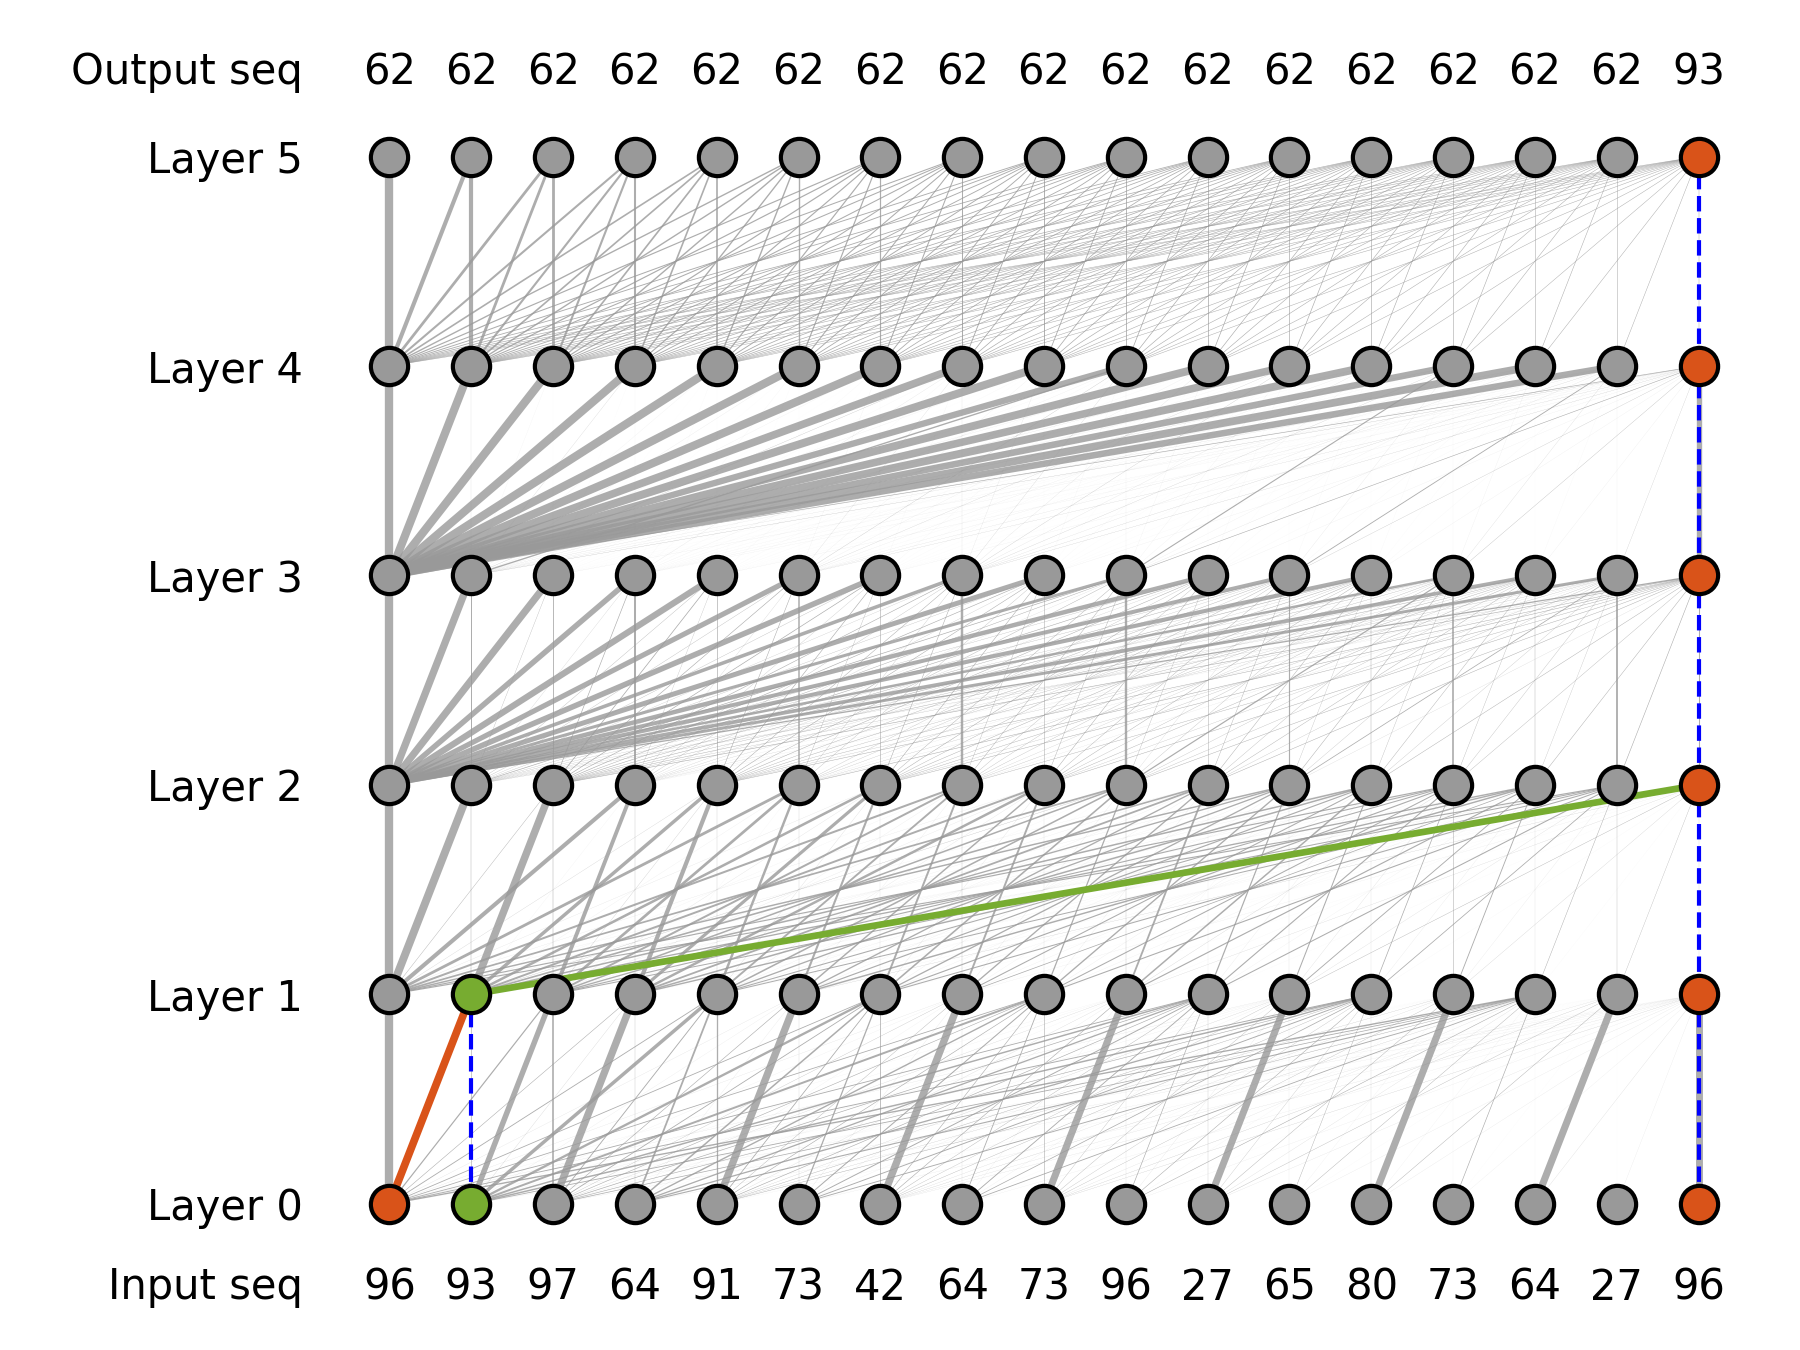 Output seq 62 62 62 62 62 62 62 62 62 62 62 62 62 62 62 62 93
Layer 5
Layer 4
Layer 3
Layer 2
Layer 1
Layer 0
Input seq 96 93 97 64 91 73 42 64 73 96 27 65 80 73 64 27 96